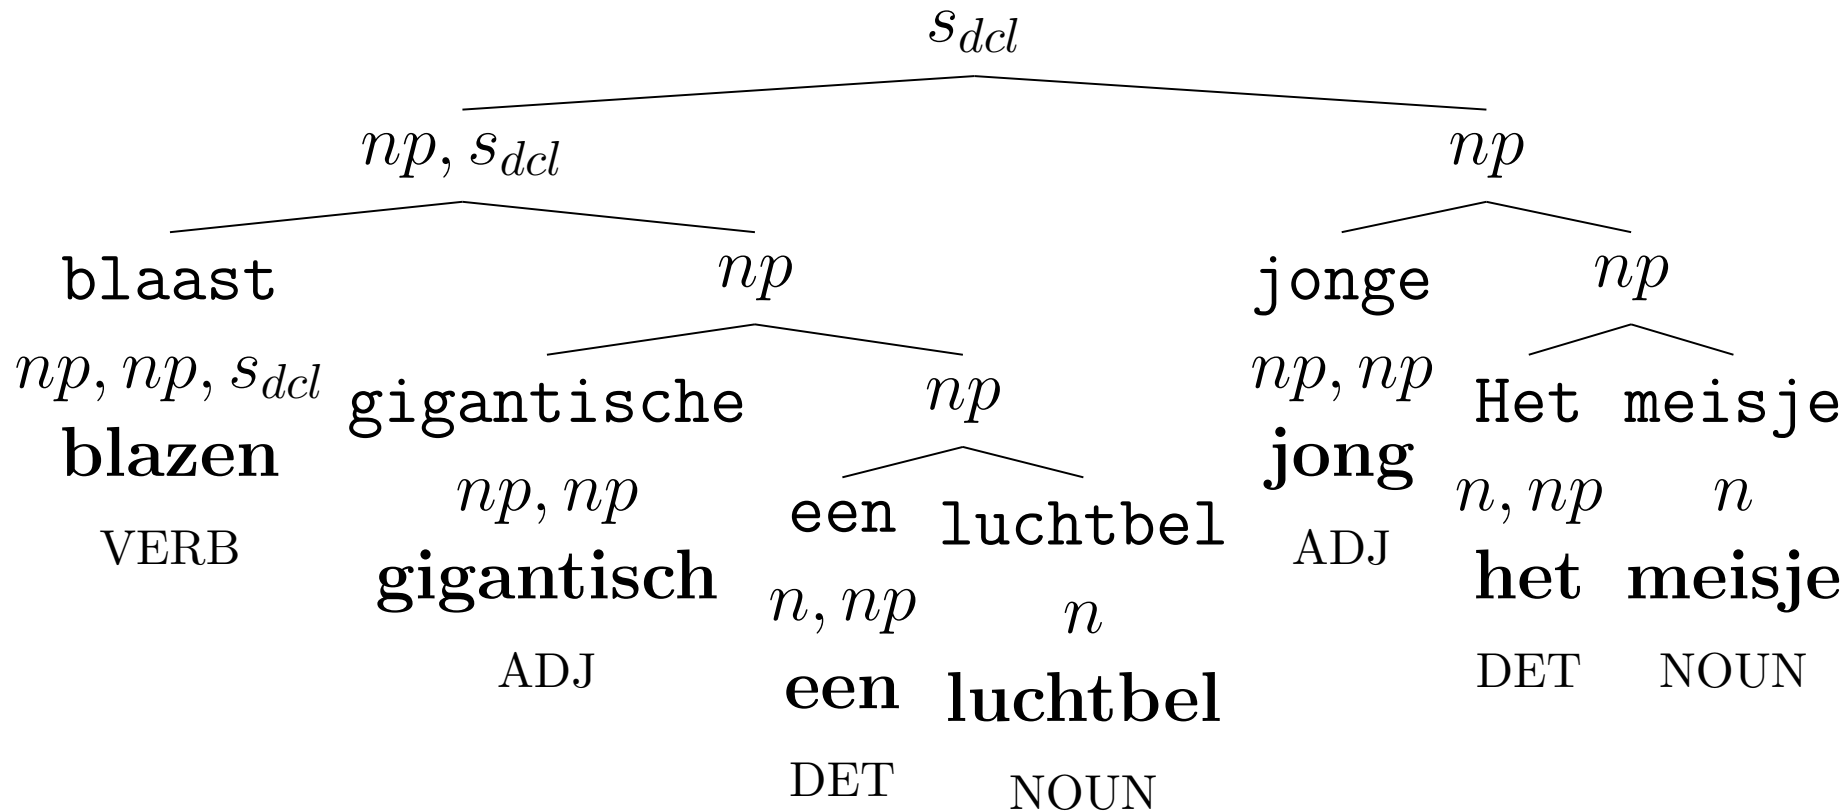 s_dcl
np, s_dcl np
blaast np jonge np
np, np, s_dcl gigantische np np, np Het meisje
blazen np, np een luchtbel jong n, np n
VERB gigantisch n, np n ADJ het meisje
ADJ een luchtbel DET NOUN
DET NOUN